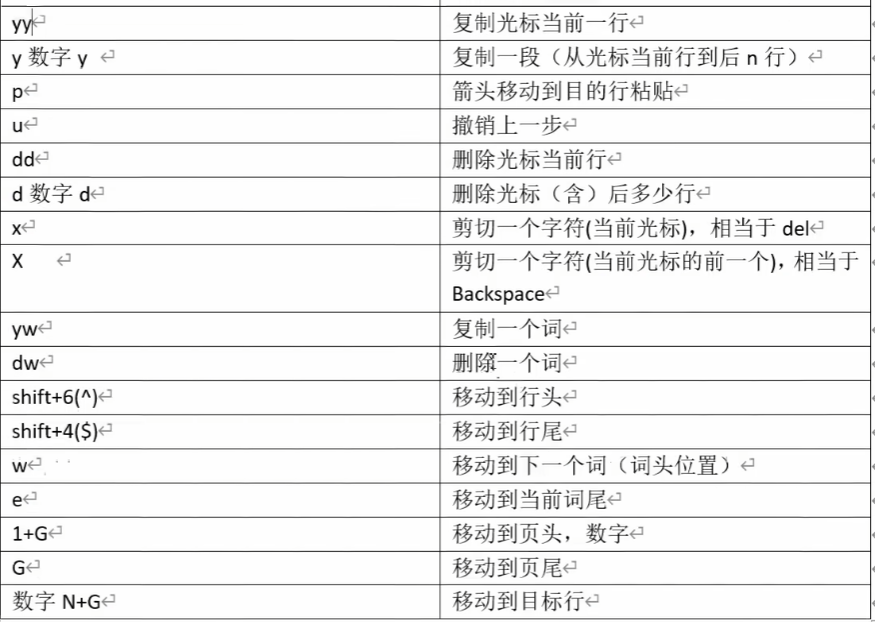 yy 复制光标当前一行
y 数字 y 复制一段（从光标当前行到后 n 行）
p 箭头移动到目的行粘贴
u 撤销上一步
dd 删除光标当前行
d 数字 d 删除光标（含）后多少行
x 剪切一个字符(当前光标)，相当于 del
X 剪切一个字符(当前光标的前一个)，相当于
Backspace
yw 复制一个词
dw 删除一个词
shift+6(^) 移动到行头
shift+4($) 移动到行尾
w 移动到下一个词（词头位置）
e 移动到当前词尾
1+G 移动到页头，数字
G 移动到页尾
数字 N+G 移动到目标行